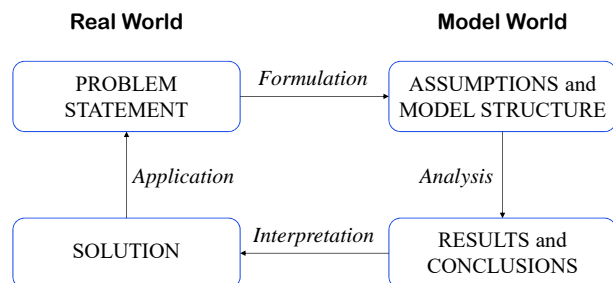 Real World
Model World
PROBLEM
STATEMENT
Formulation
ASSUMPTIONS and
MODEL STRUCTURE
Application
Analysis
SOLUTION
Interpretation
RESULTS and
CONCLUSIONS